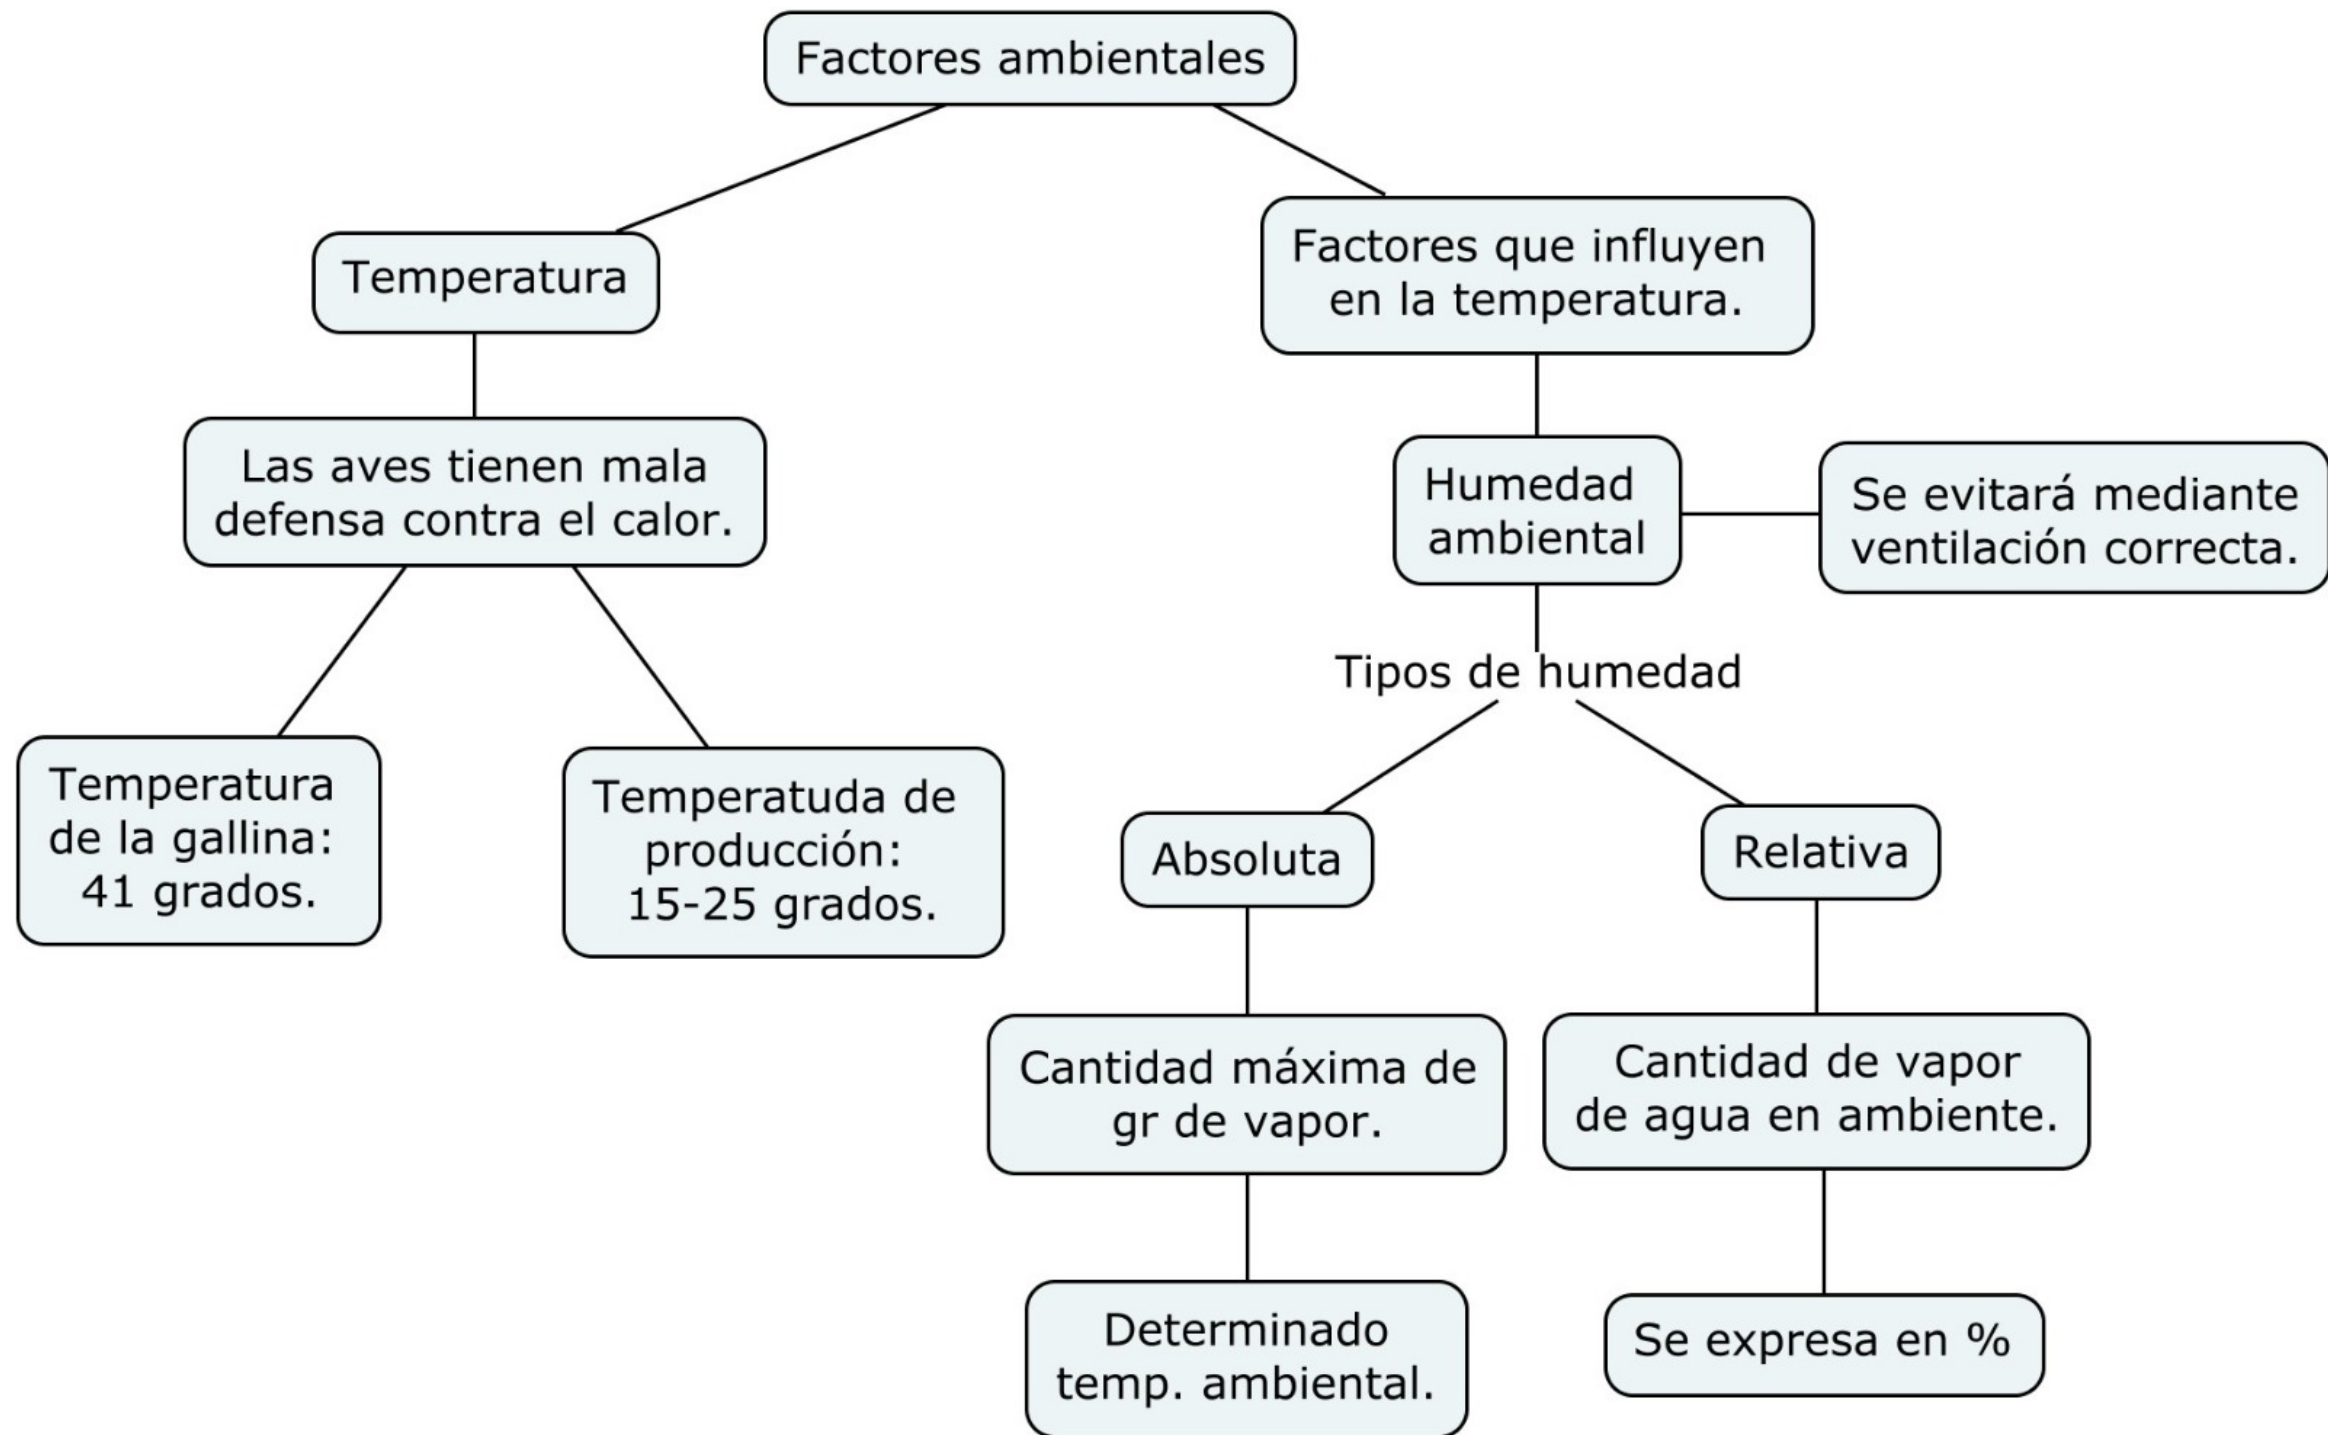 Factores ambientales
Temperatura
Factores que influyen
en la temperatura.
Las aves tienen mala
defensa contra el calor.
Humedad
ambiental
Se evitará mediante
ventilación correcta.
Tipos de humedad
Temperatura
de la gallina:
41 grados.
Temperatuda de
producción:
15-25 grados.
Absoluta
Relativa
Cantidad máxima de
gr de vapor.
Cantidad de vapor
de agua en ambiente.
Determinado
temp. ambiental.
Se expresa en %